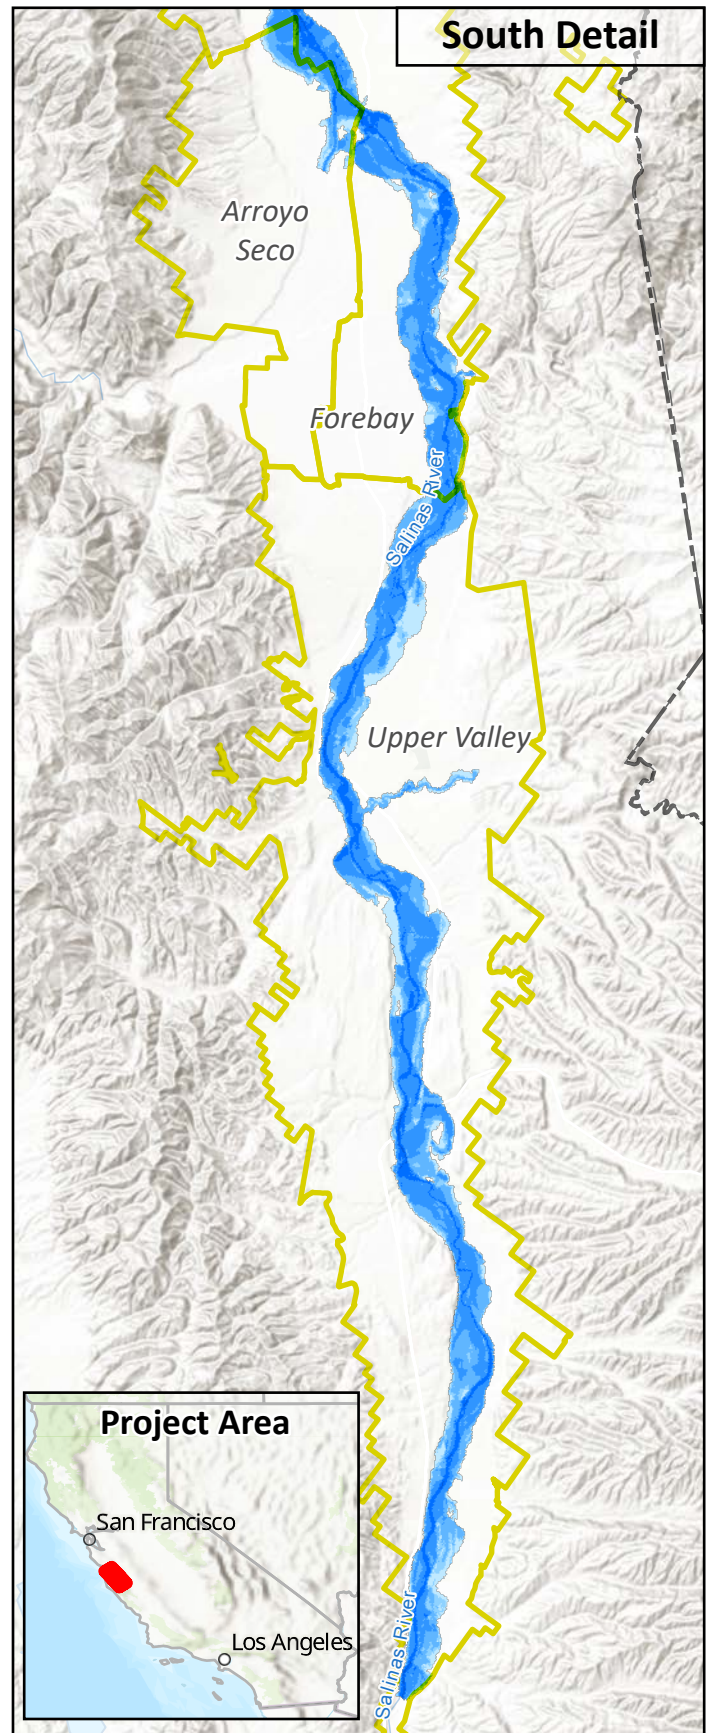 South Detail
Arroyo
Seco
Forebay
Salinas River
Upper Valley
Project Area
San Francisco
Los Angeles
Salinas River